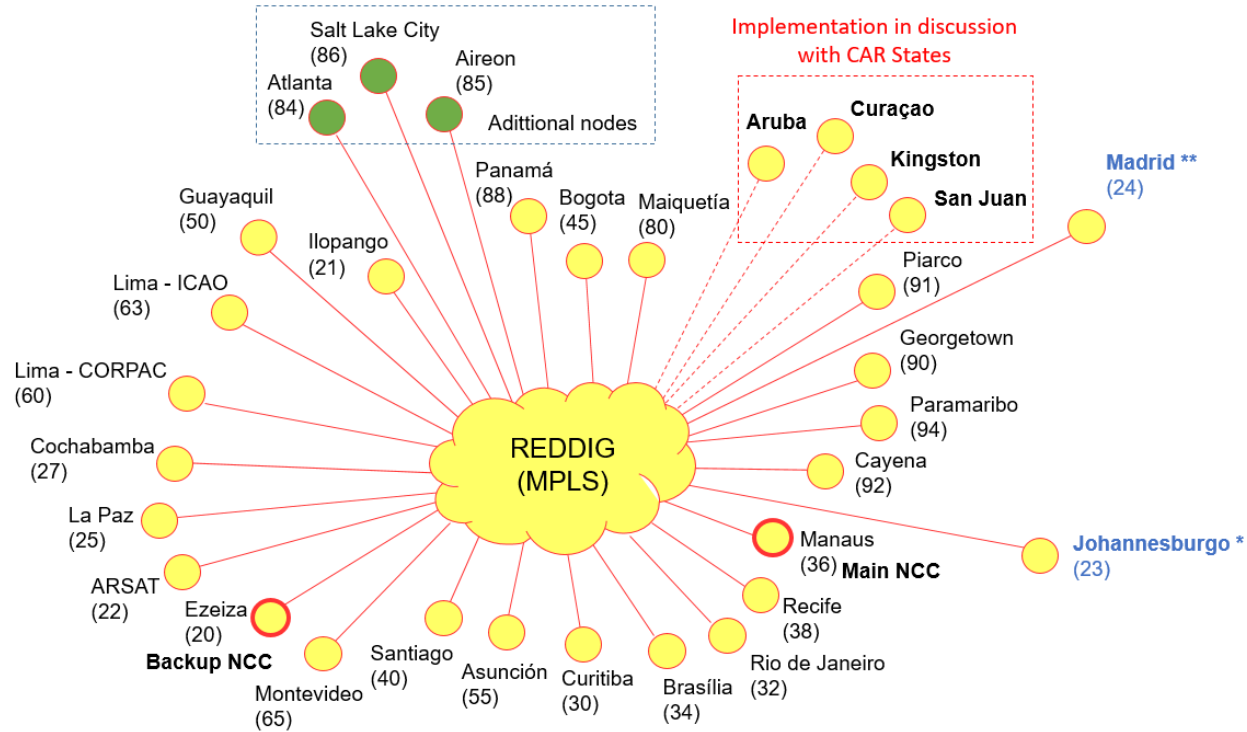 Salt Lake City
(86)
Aireon
(85)
Atlanta
(84)
Adittional nodes
Implementation in discussion
with CAR States
Aruba
Curaçao
Kingston
San Juan
Madrid **
(24)
Guayaquil
(50)
Ilopango
(21)
Panamá
(88)
Bogota
(45)
Maiquetía
(80)
Piarco
(91)
Lima - ICAO
(63)
Georgetown
(90)
Lima - CORPAC
(60)
Paramaribo
(94)
Cochabamba
(27)
REDDIG
(MPLS)
Cayena
(92)
La Paz
(25)
Manaus
(36) Main NCC
Johannesburgo *
(23)
ARSAT
(22)
Ezeiza
(20)
Backup NCC
Recife
(38)
Montevideo
(65)
Santiago
(40)
Asunción
(55)
Curitiba
(30)
Brasília
(34)
Rio de Janeiro
(32)